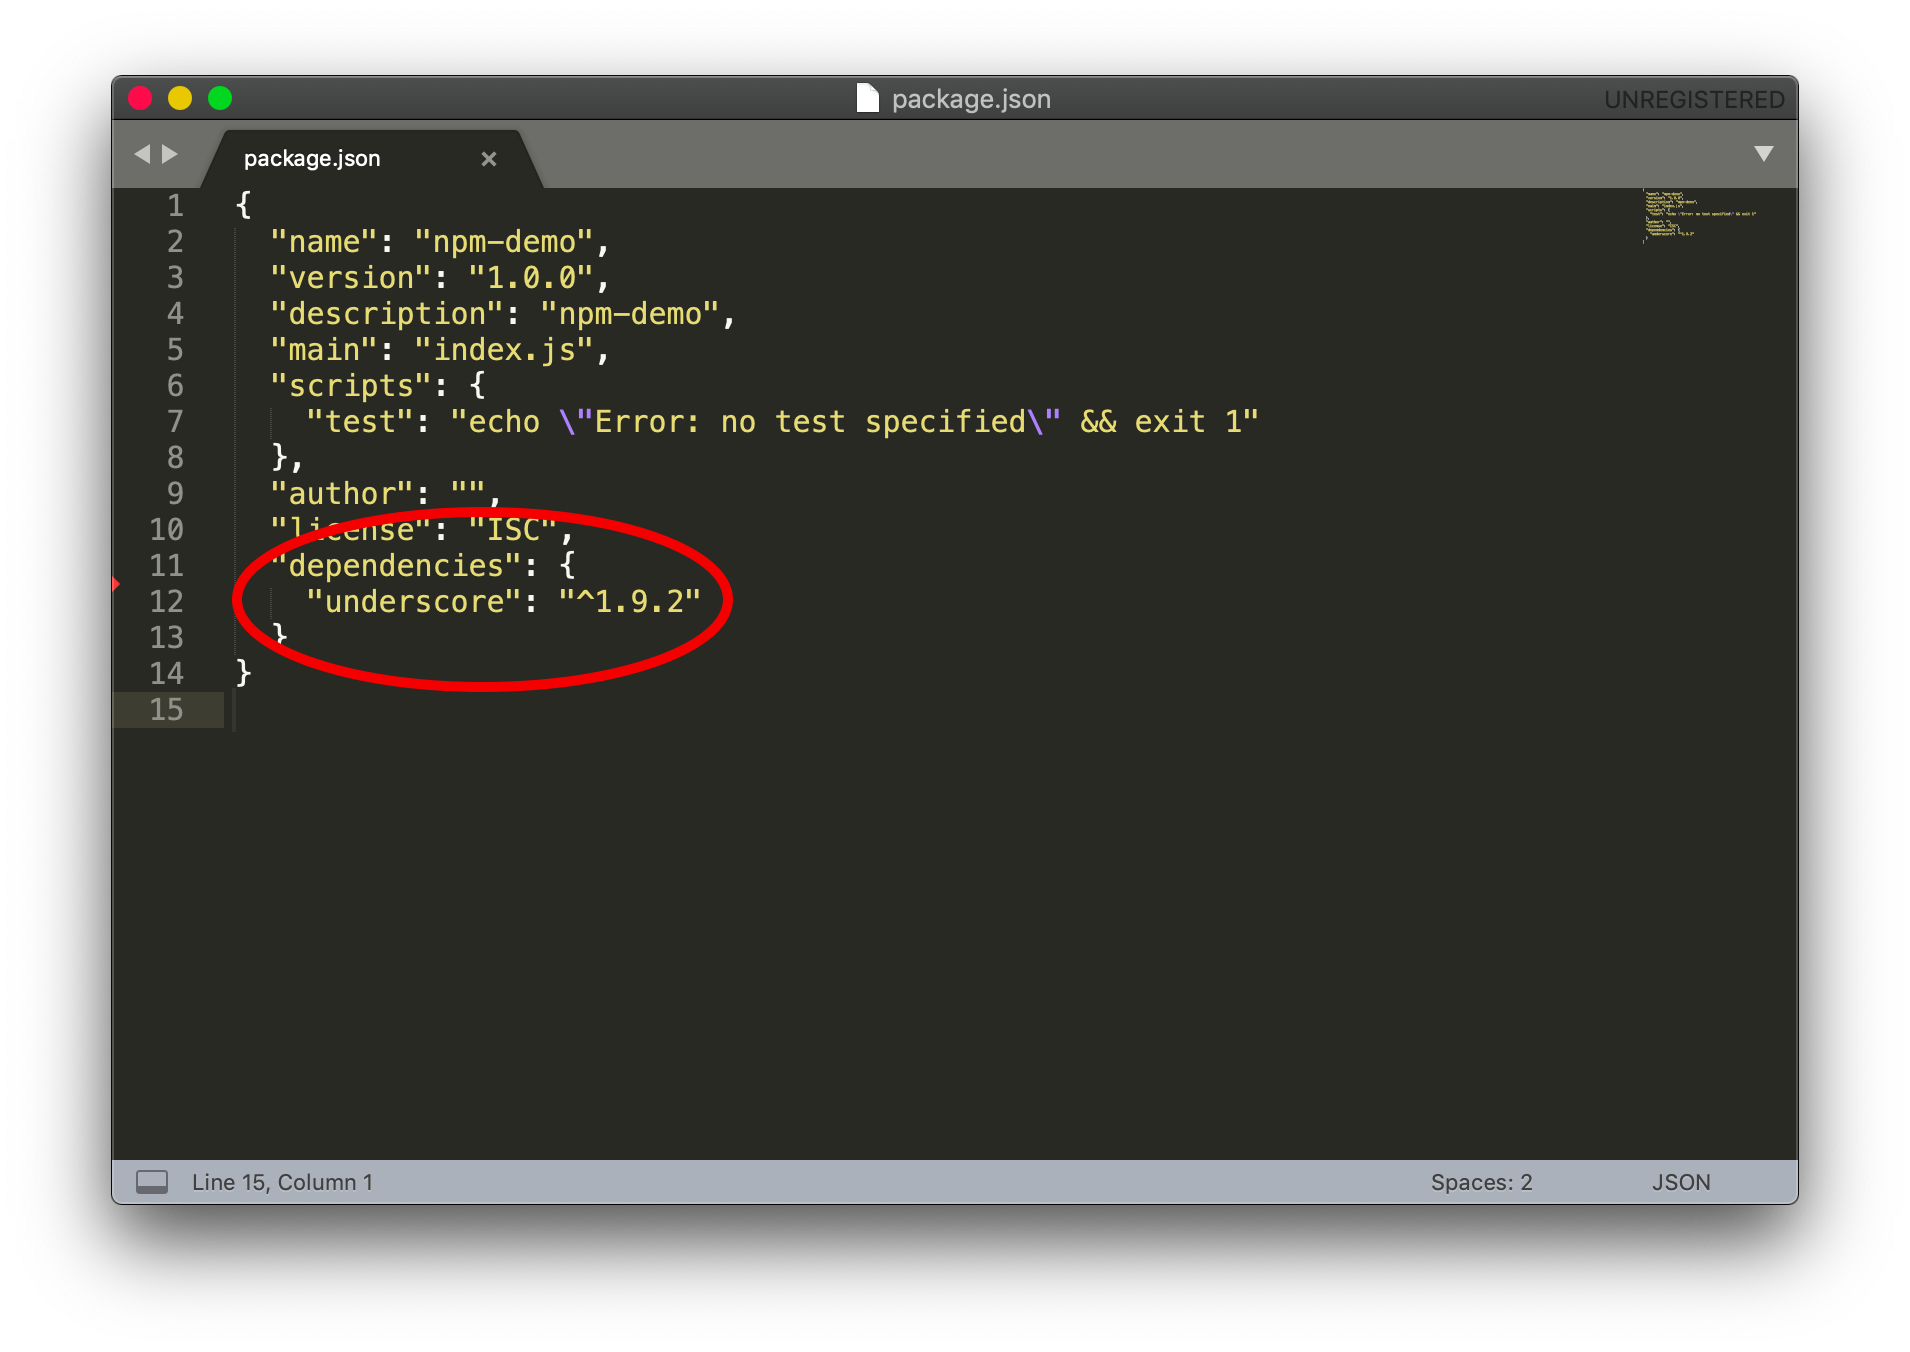 package.json
UNREGISTERED
package.json
1 {
2   "name": "npm-demo",
3   "version": "1.0.0",
4   "description": "npm-demo",
5   "main": "index.js",
6   "scripts": {
7     "test": "echo \"Error: no test specified\" && exit 1"
8   },
9   "author": "",
10   "license": "ISC",
11   "dependencies": {
12     "underscore": "^1.9.2"
13   }
14 }
15
Line 15, Column 1
Spaces: 2
JSON